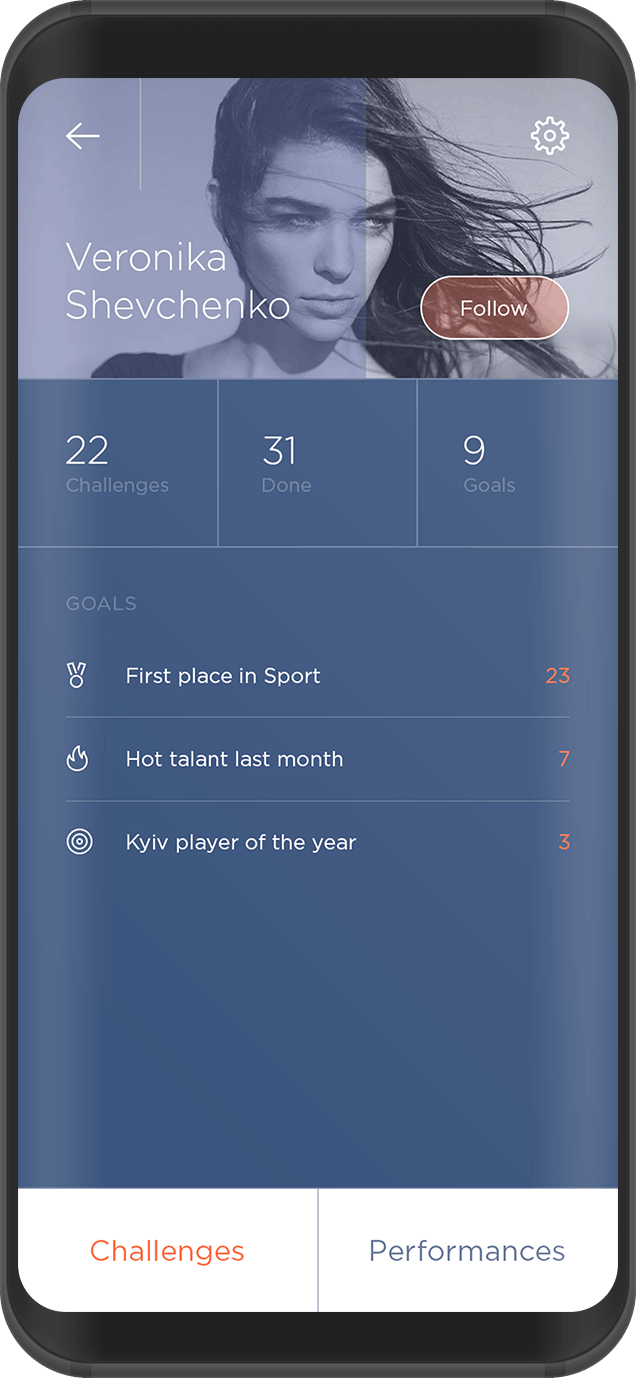 Veronika
Shevchenko
Follow
22
Challenges
31
Done
9
Goals
GOALS
First place in Sport 23
Hot talant last month 7
Kyiv player of the year 3
Challenges
Performances